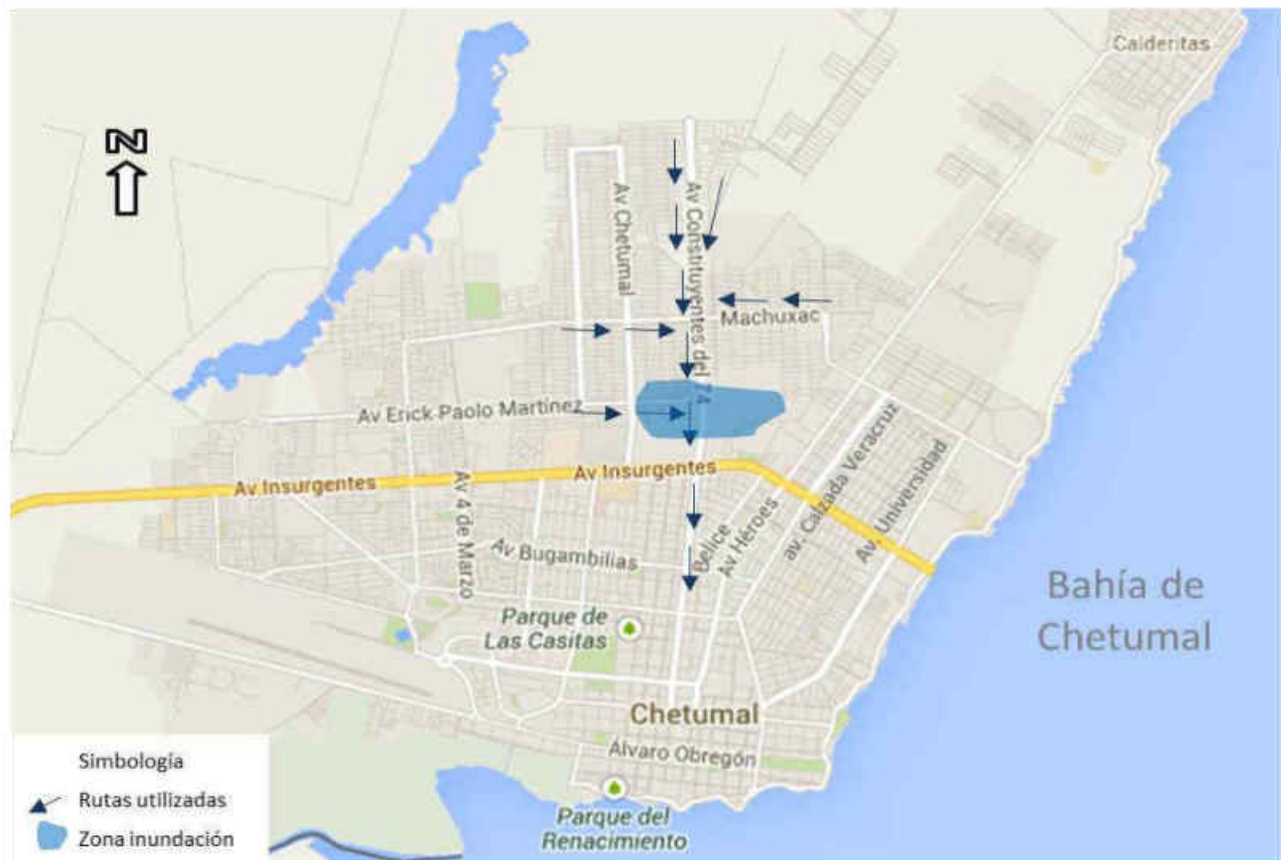 Calderitas
N
Av Chetumal
Av Constituyentes del 74
Machuxac
Av Erick Paolo Martínez
Av Insurgentes
Av Insurgentes
Av 4 de Marzo
Av Bugambilias
Belice
Av Héroes
av. Calzada Veracruz
Av. Universidad
Bahía de
Chetumal
Parque de
Las Casitas
Chetumal
Álvaro Obregón
Parque del
Renacimiento
Simbología
Rutas utilizadas
Zona inundación